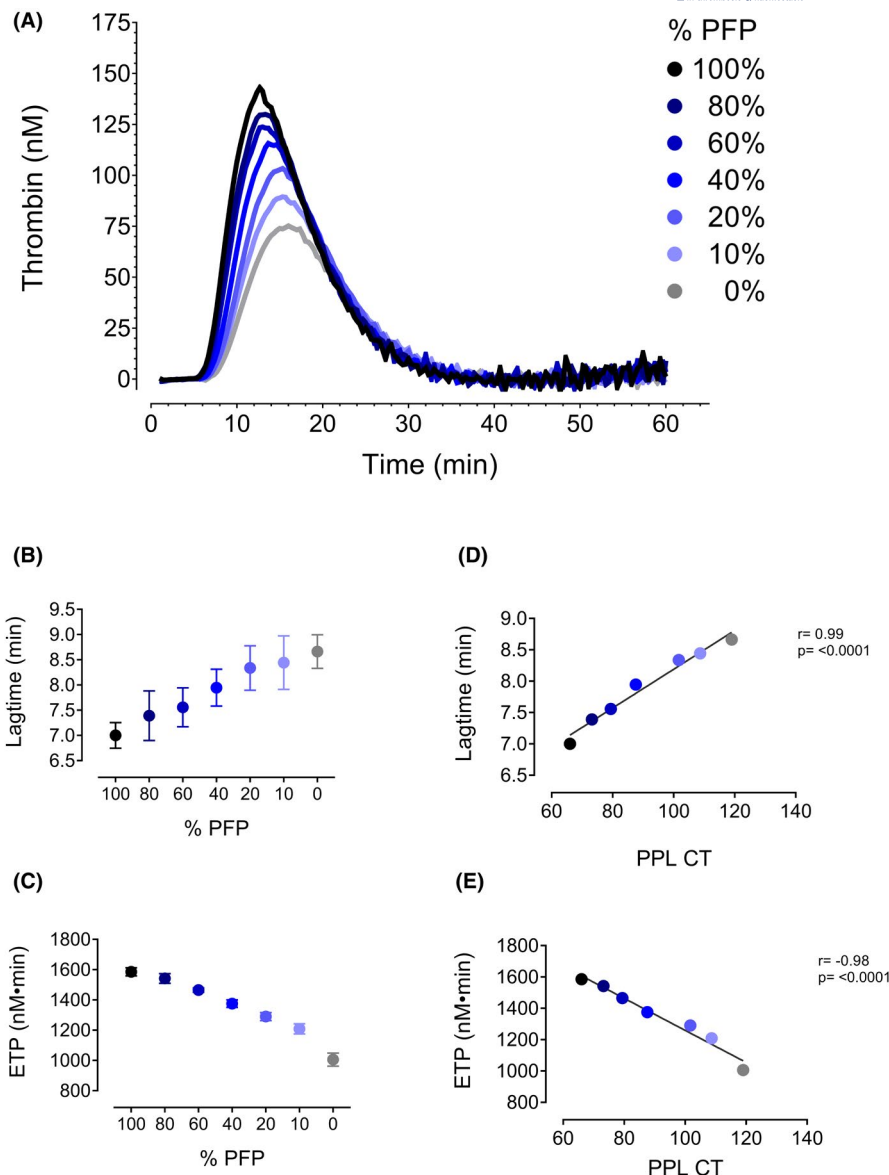 (A)
Thrombin (nM)
175
150
125
100
75
50
25
0
0 10 20 30 40 50 60
Time (min)
% PFP
100%
80%
60%
40%
20%
10%
0%
(B)
Lagtime (min)
9.5
9.0
8.5
8.0
7.5
7.0
6.5
100 80 60 40 20 10 0
% PFP
(D)
Lagtime (min)
9.0
8.5
8.0
7.5
7.0
6.5
60 80 100 120 140
PPL CT
r= 0.99
p= <0.0001
(C)
ETP (nM•min)
1800
1600
1400
1200
1000
800
100 80 60 40 20 10 0
% PFP
(E)
ETP (nM•min)
1800
1600
1400
1200
1000
800
60 80 100 120 140
PPL CT
r= -0.98
p= <0.0001